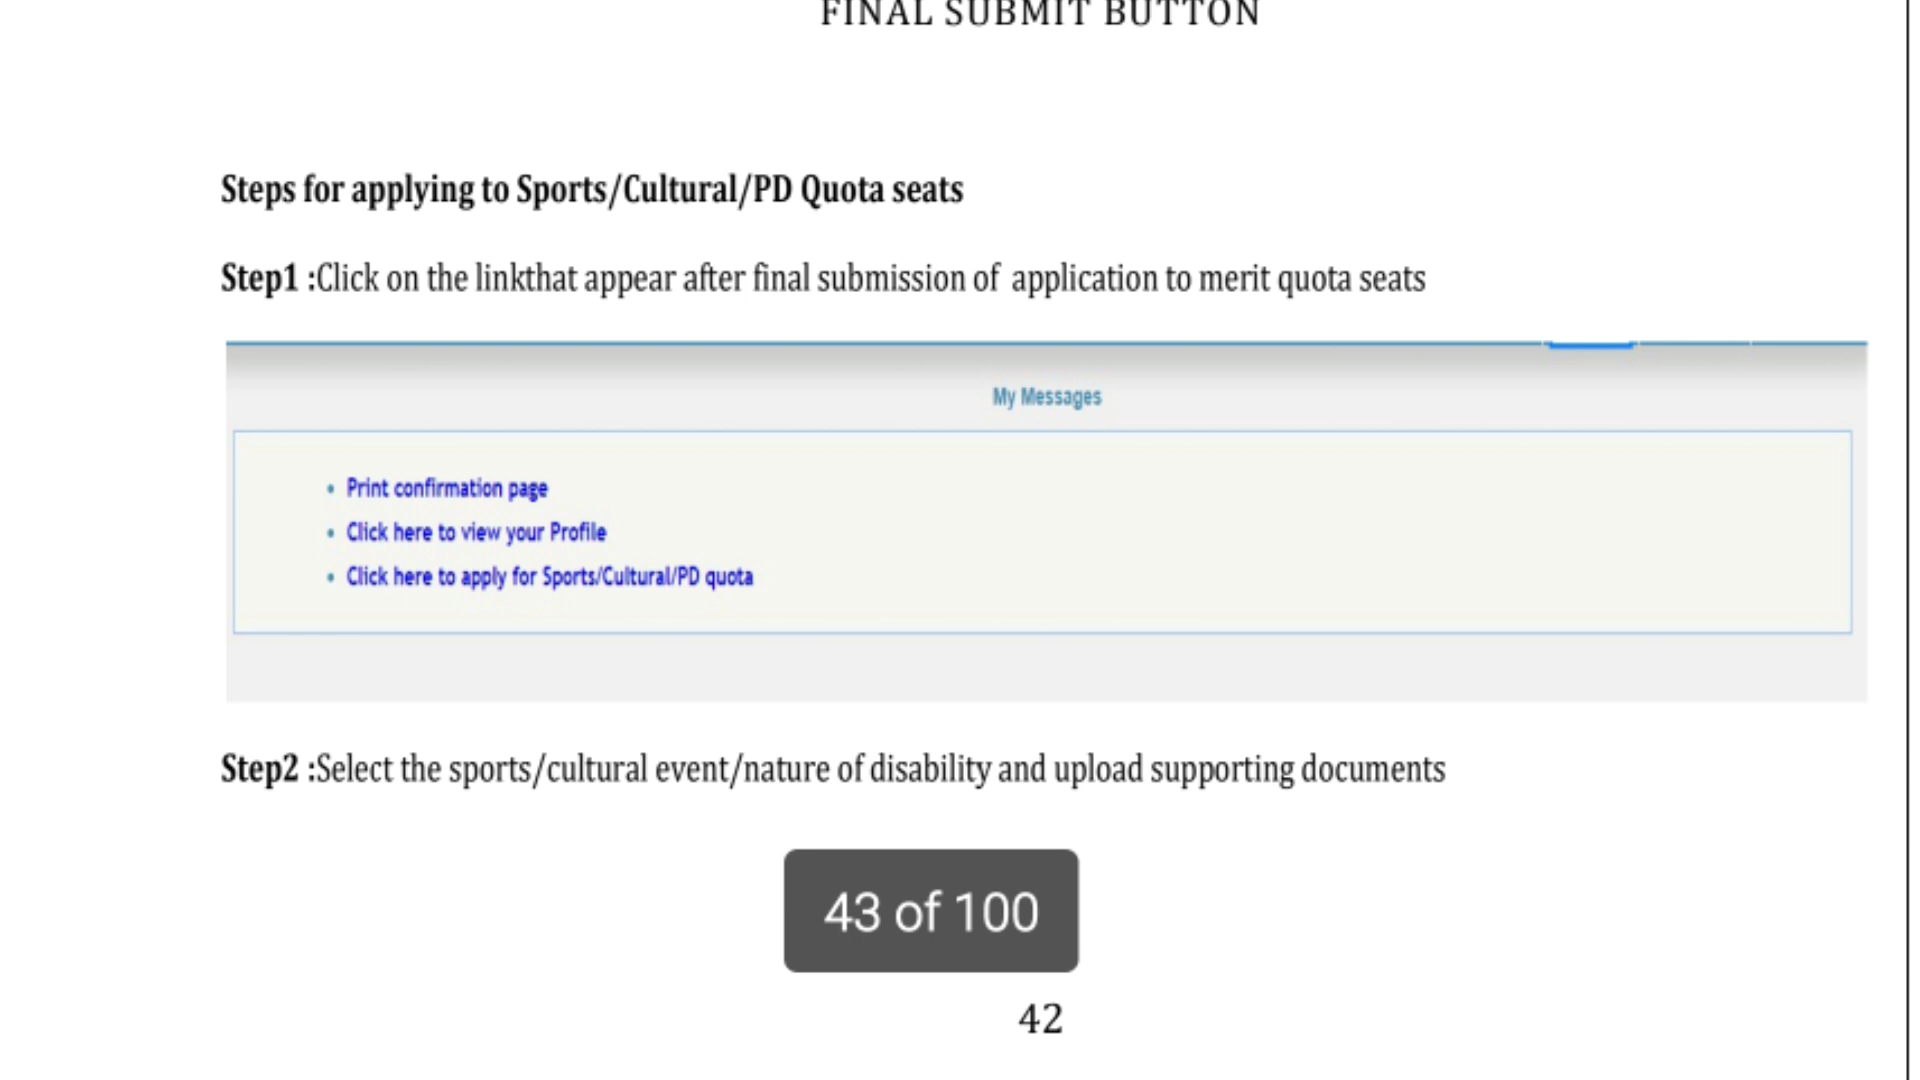 FINAL SUBMIT BUTTON
Steps for applying to Sports/Cultural/PD Quota seats
Step1 :Click on the linkthat appear after final submission of application to merit quota seats
My Messages
• Print confirmation page
• Click here to view your Profile
• Click here to apply for Sports/Cultural/PD quota
Step2 :Select the sports/cultural event/nature of disability and upload supporting documents
43 of 100
42